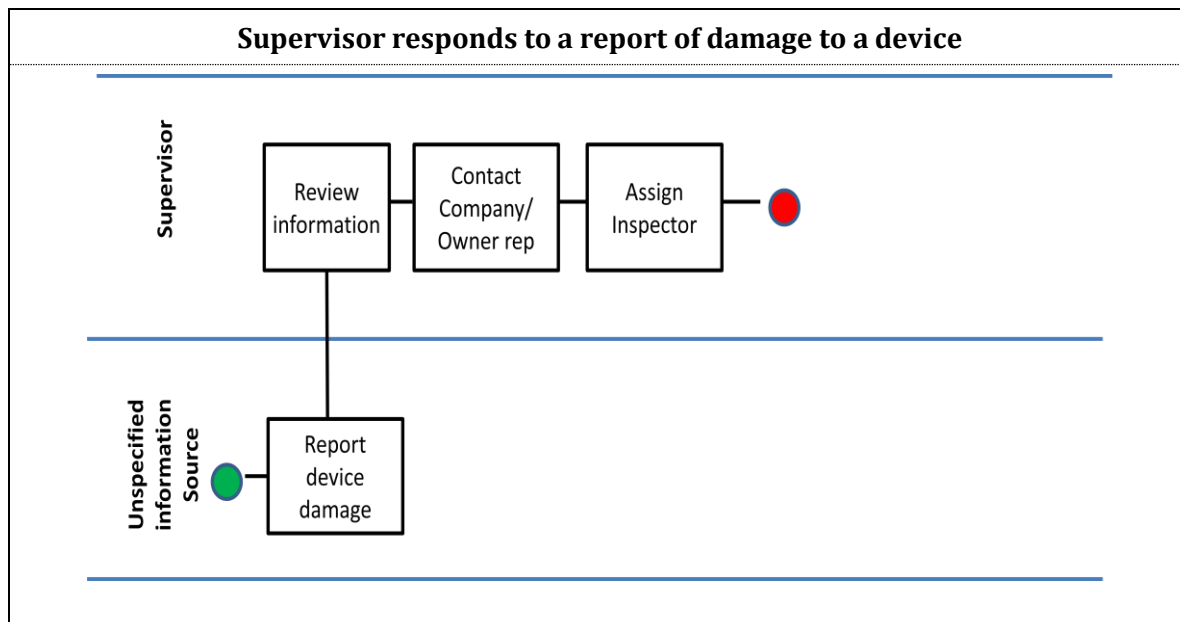 Supervisor responds to a report of damage to a device
Supervisor
Review
information
Contact
Company/
Owner rep
Assign
Inspector
Unspecified
information
Source
Report
device
damage